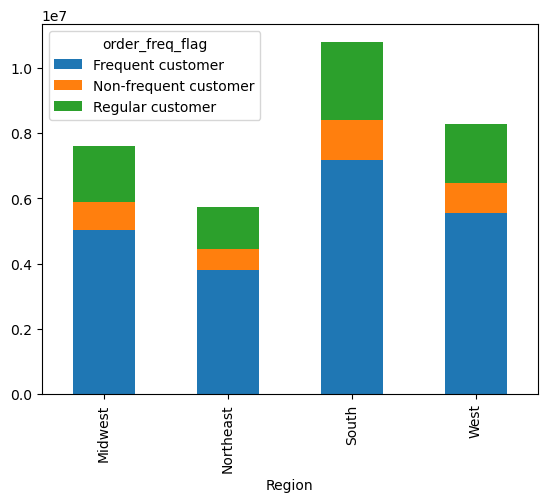 1e7
order_freq_flag
Frequent customer
Non-frequent customer
Regular customer
1.0
0.8
0.6
0.4
0.2
0.0
Midwest
Northeast
South
West
Region